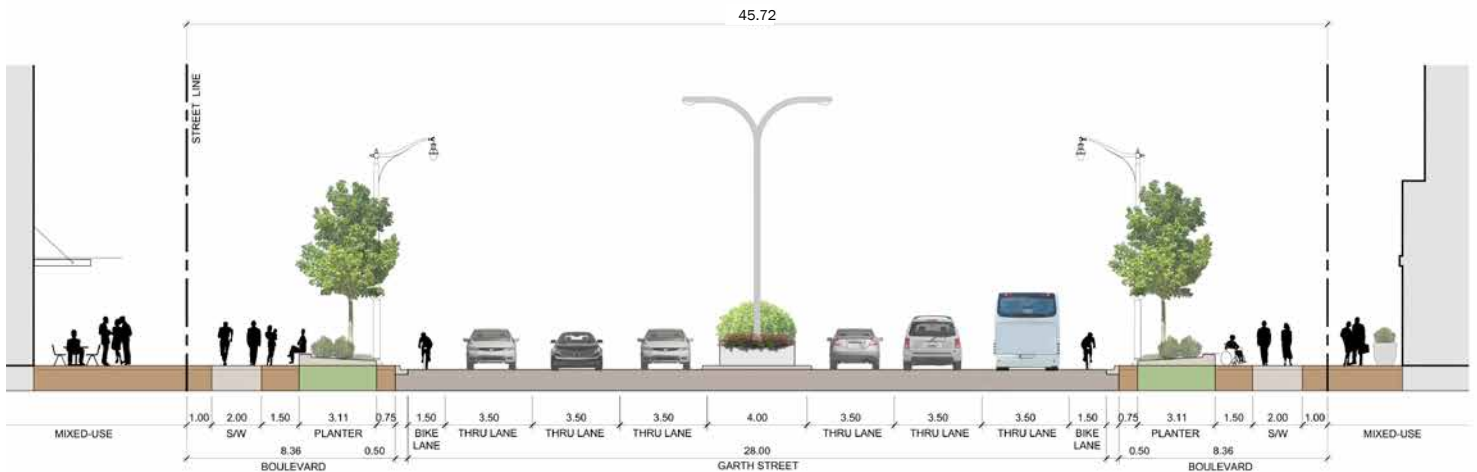 45.72
STREET LINE
1.00 2.00 1.50 3.11 0.75 1.50 3.50 3.50 3.50 4.00 3.50 3.50 3.50 1.50 0.75 3.11 1.50 2.00 1.00
MIXED-USE S/W PLANTER BIKE LANE THRU LANE THRU LANE THRU LANE THRU LANE THRU LANE THRU LANE BIKE LANE PLANTER S/W MIXED-USE
8.36 0.50 28.00 0.50 8.36
BOULEVARD GARTH STREET BOULEVARD